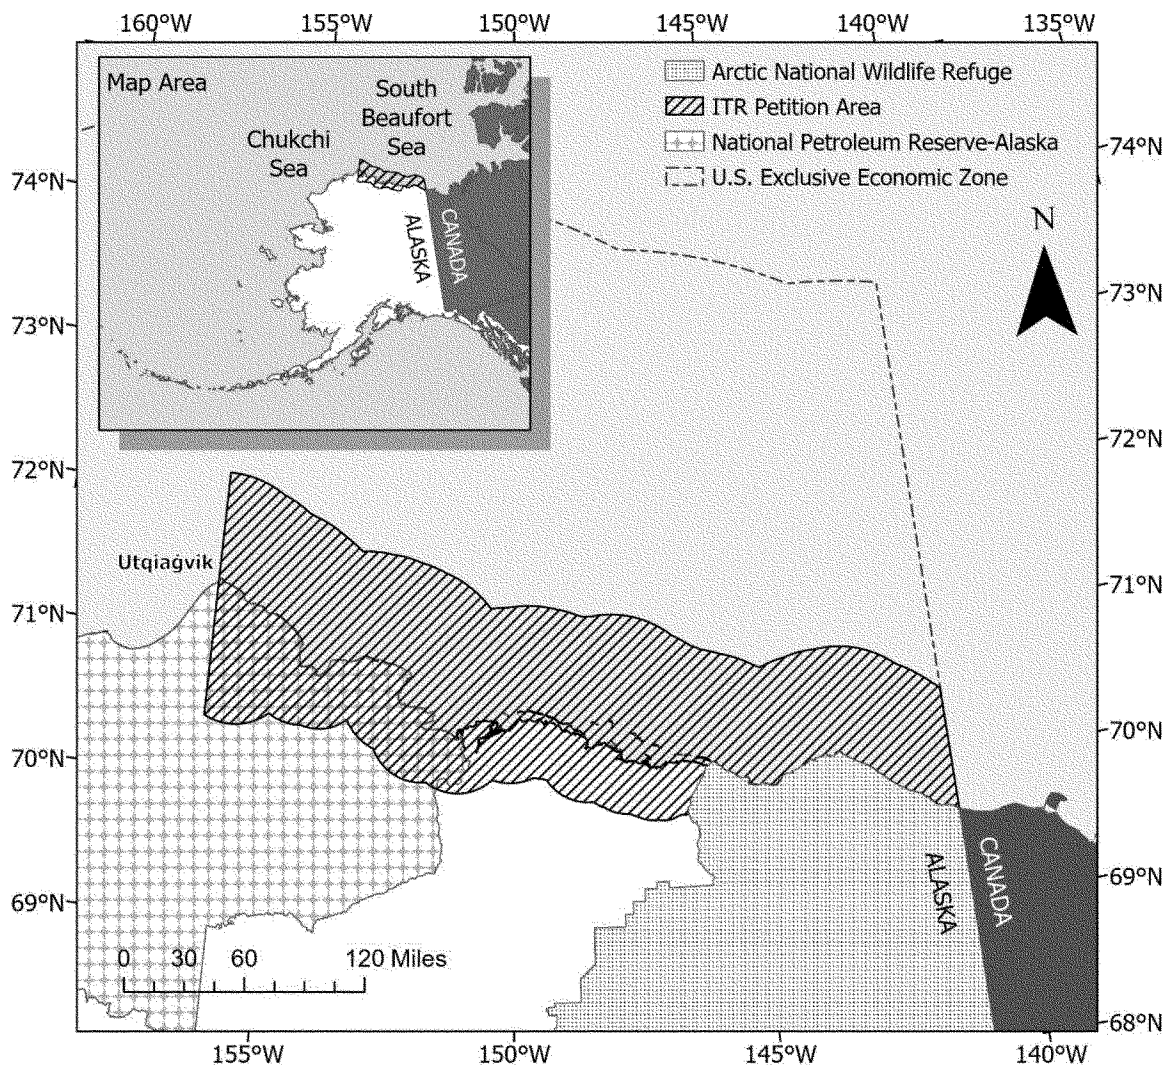 160°W 155°W 150°W 145°W 140°W 135°W
Map Area
South
Beaufort
Sea
Chukchi
Sea
ALASKA
CANADA
Arctic National Wildlife Refuge
ITR Petition Area
National Petroleum Reserve-Alaska
U.S. Exclusive Economic Zone
N
74°N
73°N
72°N
71°N
70°N
69°N
74°N
73°N
72°N
71°N
70°N
69°N
68°N
Utqiaġvik
ALASKA
CANADA
0 30 60 120 Miles
155°W 150°W 145°W 140°W